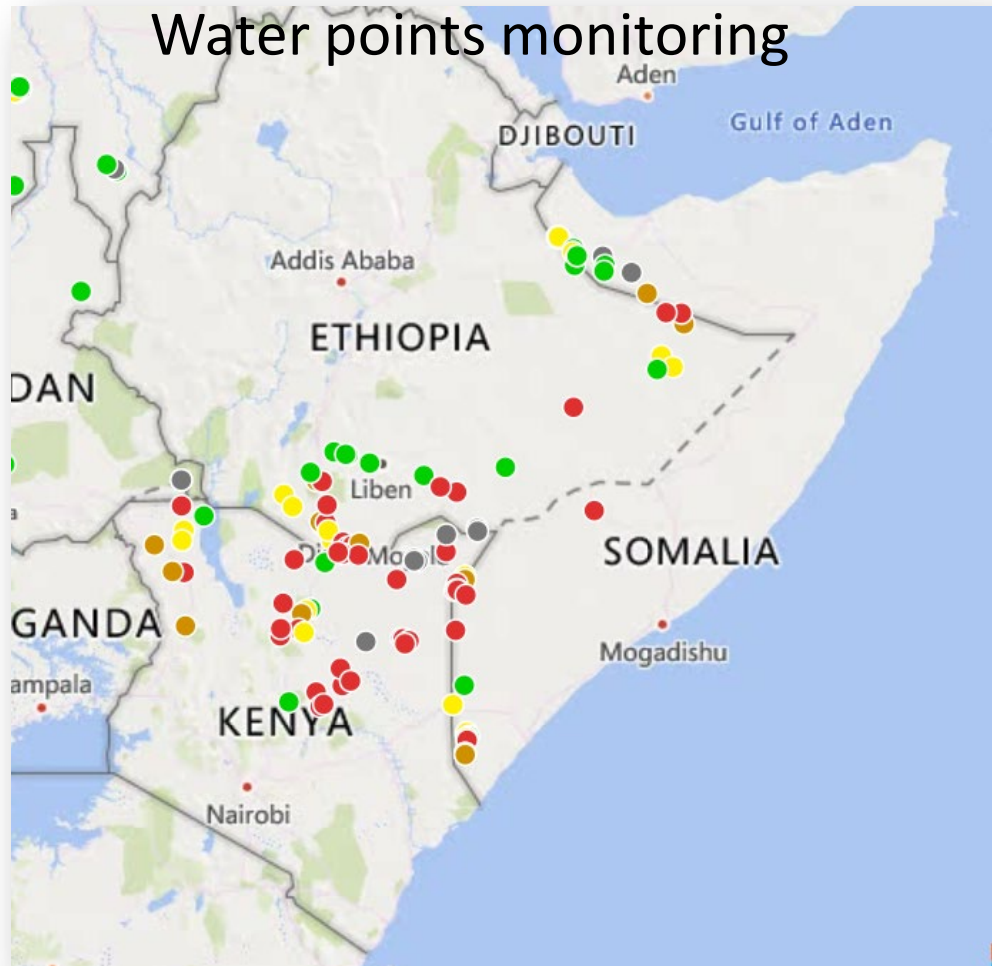 Water points monitoring
Aden
DJIBOUTI
Gulf of Aden
Addis Ababa
ETHIOPIA
DAN
Liben
SOMALIA
GANDA
Mogadishu
ampala
KENYA
Nairobi